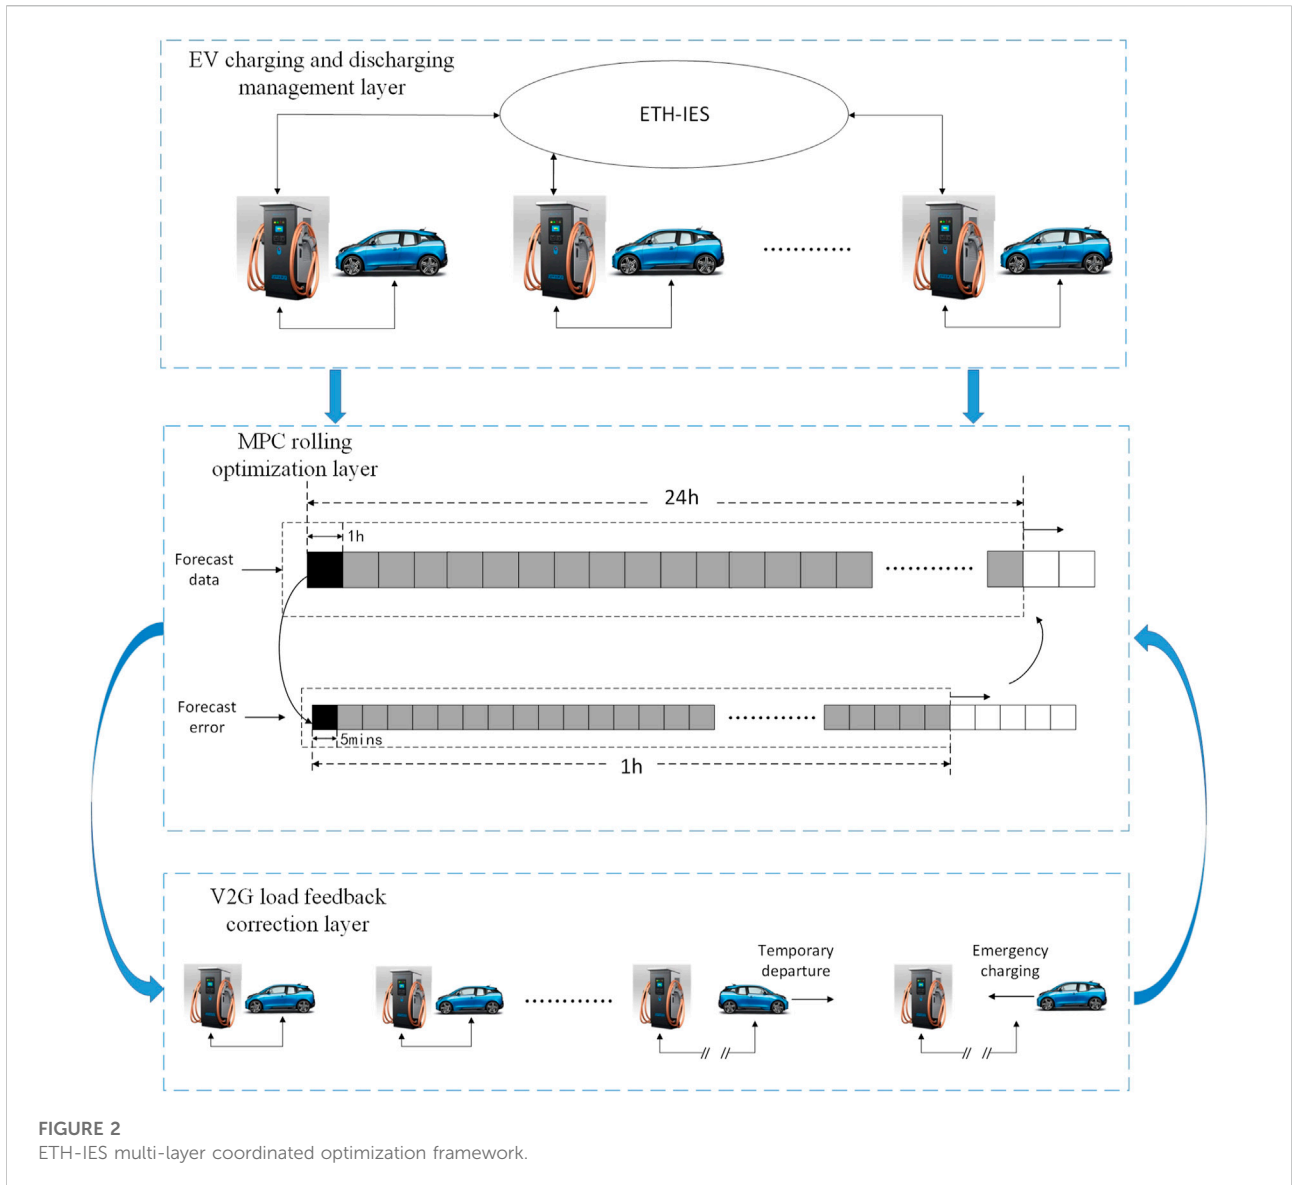 EV charging and discharging
management layer
ETH-IES
MPC rolling
optimization layer
24h
1h
Forecast
data
Forecast
error
5mins
1h
V2G load feedback
correction layer
Temporary
departure
Emergency
charging
FIGURE 2
ETH-IES multi-layer coordinated optimization framework.